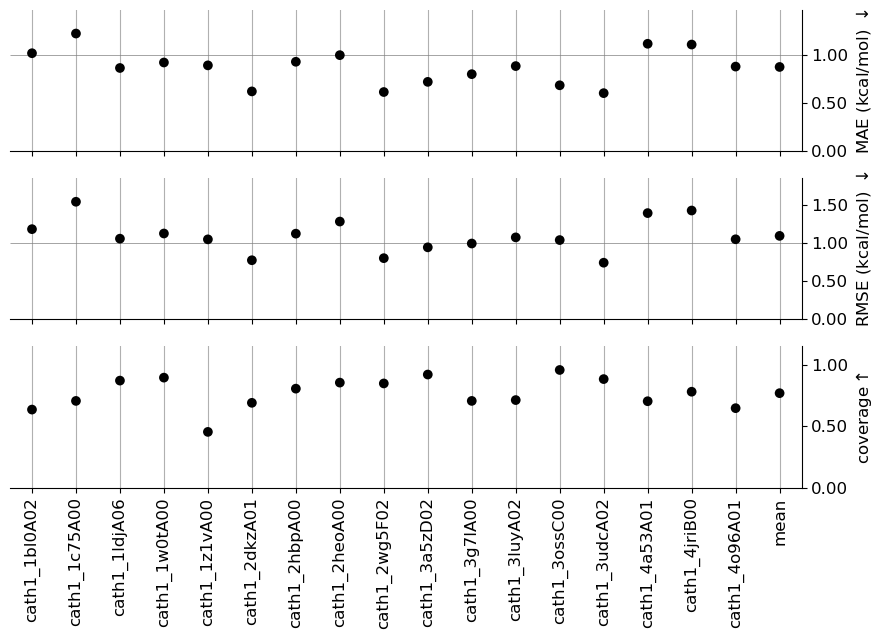 1.00
0.50
0.00
MAE (kcal/mol) ↓
1.50
1.00
0.50
0.00
RMSE (kcal/mol) ↓
1.00
0.50
0.00
coverage ↑
cath1_1bl0A02
cath1_1c75A00
cath1_1ldjA06
cath1_1w0tA00
cath1_1z1vA00
cath1_2dkzA01
cath1_2hbpA00
cath1_2heoA00
cath1_2wg5F02
cath1_3a5zD02
cath1_3g7lA00
cath1_3luyA02
cath1_3ossC00
cath1_3udcA02
cath1_4a53A01
cath1_4jriB00
cath1_4o96A01
mean